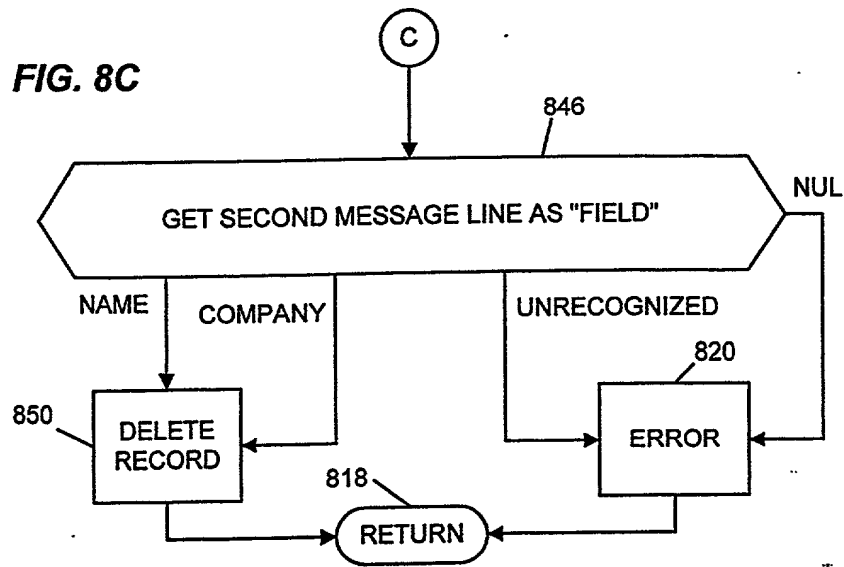 C
FIG. 8C
846
NUL
GET SECOND MESSAGE LINE AS "FIELD"
NAME
COMPANY
UNRECOGNIZED
820
850
DELETE
RECORD
ERROR
818
RETURN